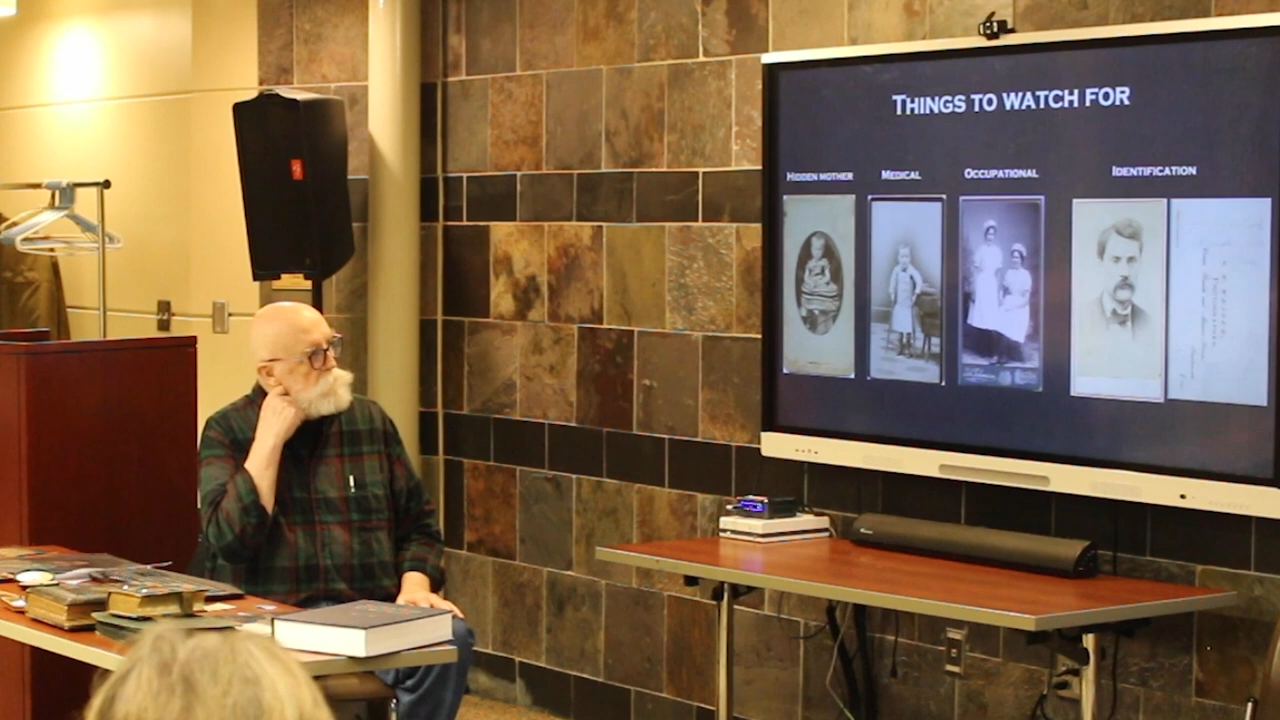 THINGS TO WATCH FOR
HIDDEN MOTHER
MEDICAL
OCCUPATIONAL
IDENTIFICATION